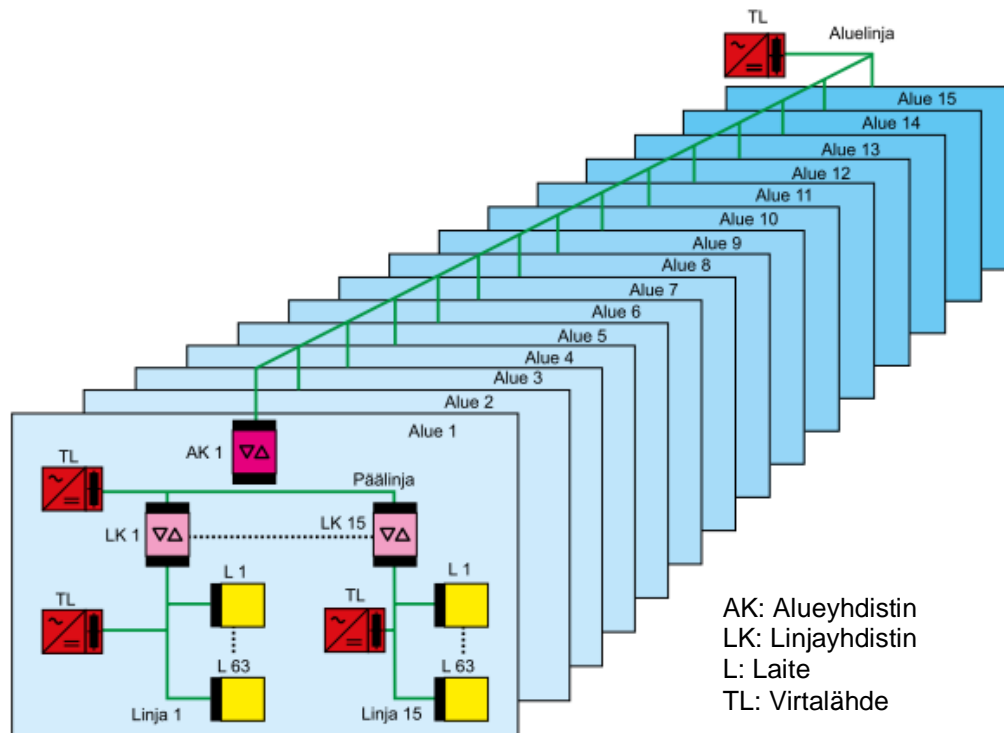 TL
Aluelinja
Alue 15
Alue 14
Alue 13
Alue 12
Alue 11
Alue 10
Alue 9
Alue 8
Alue 7
Alue 6
Alue 5
Alue 4
Alue 3
Alue 2
Alue 1
AK 1
TL
Päälinja
LK 1
LK 15
L 1
L 1
TL
TL
L 63
L 63
Linja 1
Linja 15
AK: Alueyhdistin
LK: Linjayhdistin
L: Laite
TL: Virtalähde